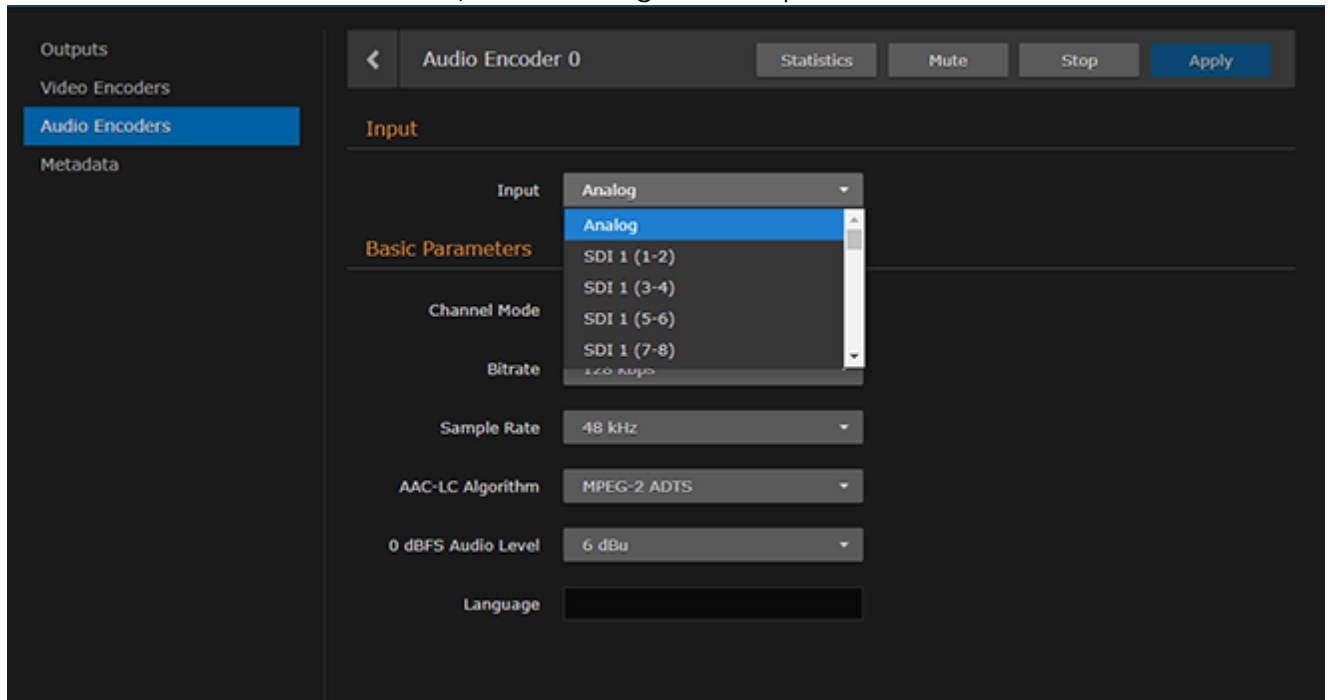 Outputs
Video Encoders
Audio Encoders
Metadata
Audio Encoder 0
Statistics
Mute
Stop
Apply
Input
Input
Analog
Analog
SDI 1 (1-2)
SDI 1 (3-4)
SDI 1 (5-6)
SDI 1 (7-8)
Basic Parameters
Channel Mode
Bitrate
128 kbps
Sample Rate
48 kHz
AAC-LC Algorithm
MPEG-2 ADTS
0 dBFS Audio Level
6 dBu
Language